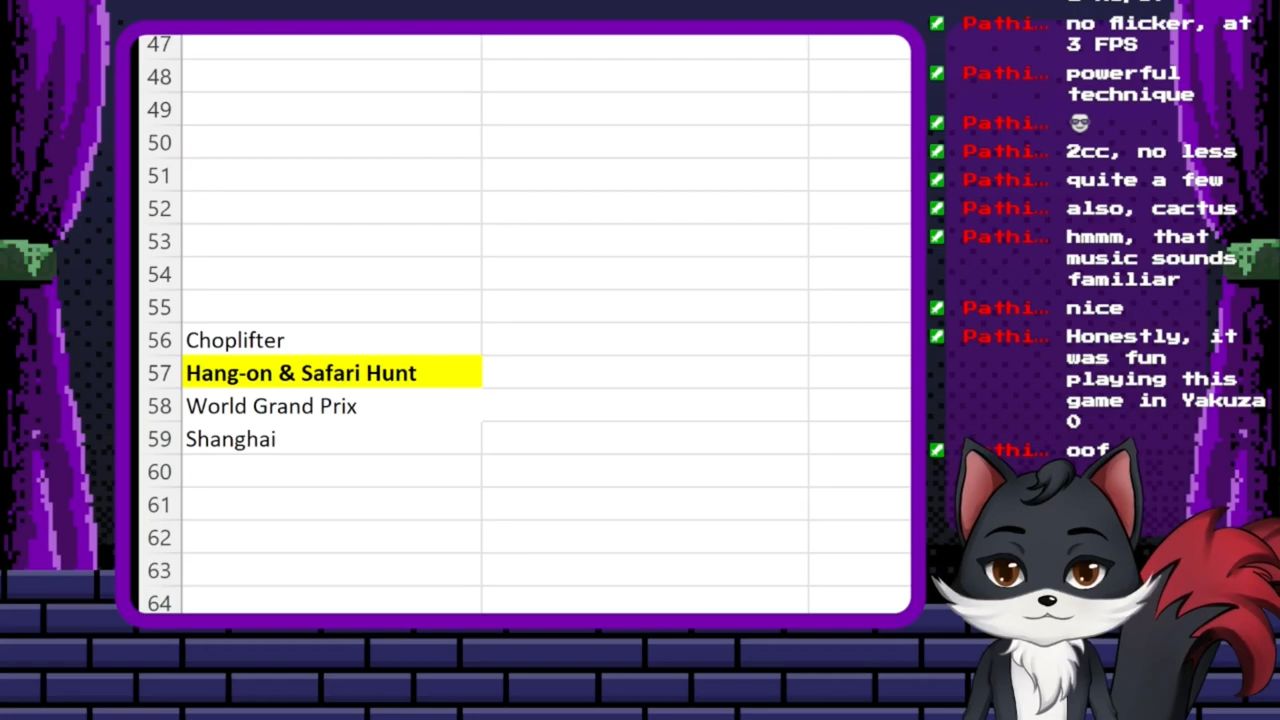 47
48
49
50
51
52
53
54
55
56 Choplifter
57 Hang-on & Safari Hunt
58 World Grand Prix
59 Shanghai
60
61
62
63
64
Pathi... no flicker, at
3 FPS
Pathi... powerful
technique
Pathi...
Pathi... 2cc, no less
Pathi... quite a few
Pathi... also, cactus
Pathi... hmmm, that
music sounds
familiar
Pathi... nice
Pathi... Honestly, it
was fun
playing this
game in Yakuza
0
thi... oof